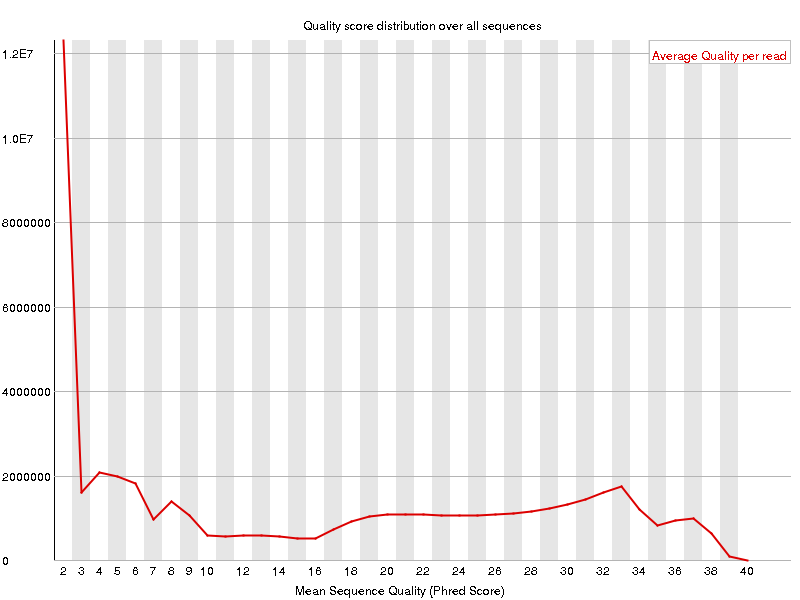 Quality score distribution over all sequences
Average Quality per read
1.2E7
1.0E7
8000000
6000000
4000000
2000000
0
2 3 4 5 6 7 8 9 10 12 14 16 18 20 22 24 26 28 30 32 34 36 38 40
Mean Sequence Quality (Phred Score)